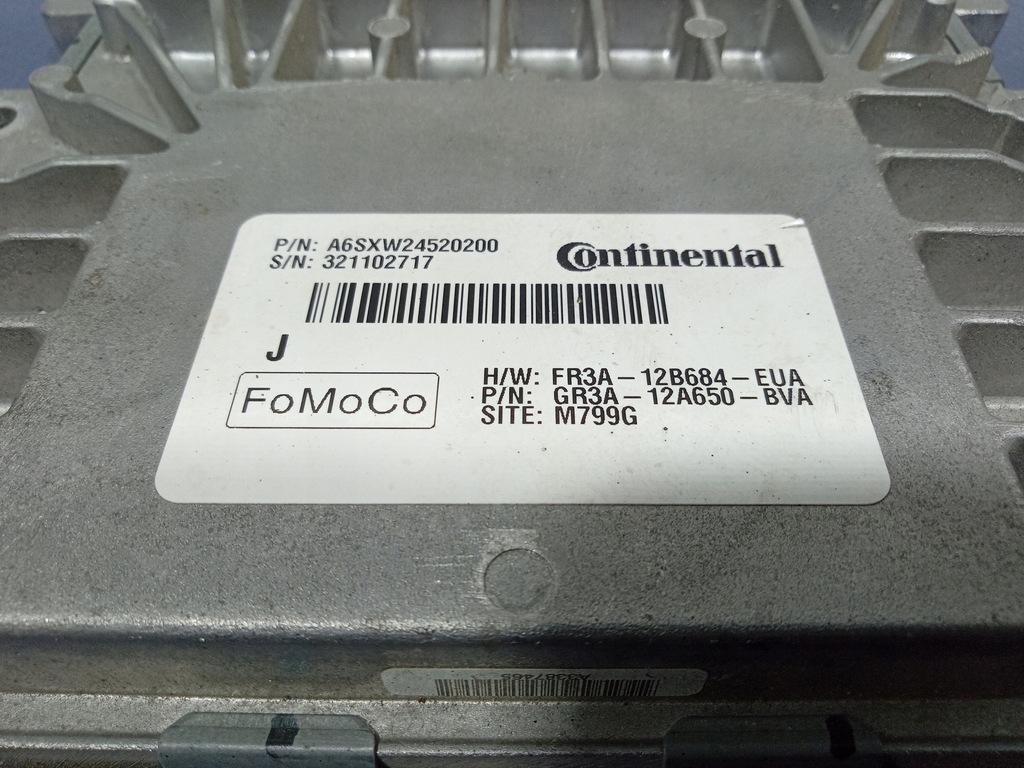 P/N: A6SXW24520200
S/N: 321102717
Continental
J
FoMoCo
H/W: FR3A-12B684-EUA
P/N: GR3A-12A650-BVA
SITE: M799G